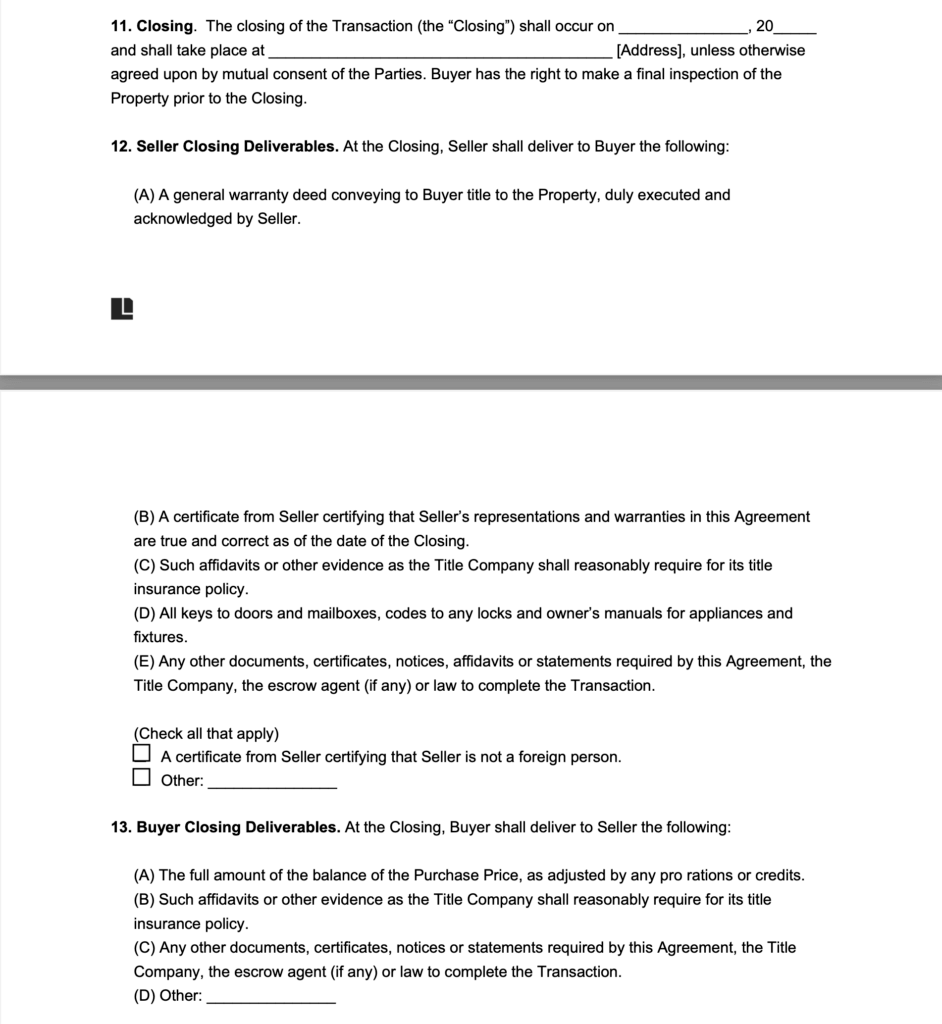 11. Closing. The closing of the Transaction (the “Closing”) shall occur on _______________, 20_____
and shall take place at ________________________________________ [Address], unless otherwise
agreed upon by mutual consent of the Parties. Buyer has the right to make a final inspection of the
Property prior to the Closing.
12. Seller Closing Deliverables. At the Closing, Seller shall deliver to Buyer the following:
(A) A general warranty deed conveying to Buyer title to the Property, duly executed and
acknowledged by Seller.
(B) A certificate from Seller certifying that Seller’s representations and warranties in this Agreement
are true and correct as of the date of the Closing.
(C) Such affidavits or other evidence as the Title Company shall reasonably require for its title
insurance policy.
(D) All keys to doors and mailboxes, codes to any locks and owner’s manuals for appliances and
fixtures.
(E) Any other documents, certificates, notices, affidavits or statements required by this Agreement, the
Title Company, the escrow agent (if any) or law to complete the Transaction.
(Check all that apply)
☐ A certificate from Seller certifying that Seller is not a foreign person.
☐ Other: _______________
13. Buyer Closing Deliverables. At the Closing, Buyer shall deliver to Seller the following:
(A) The full amount of the balance of the Purchase Price, as adjusted by any pro rations or credits.
(B) Such affidavits or other evidence as the Title Company shall reasonably require for its title
insurance policy.
(C) Any other documents, certificates, notices or statements required by this Agreement, the Title
Company, the escrow agent (if any) or law to complete the Transaction.
(D) Other: _______________